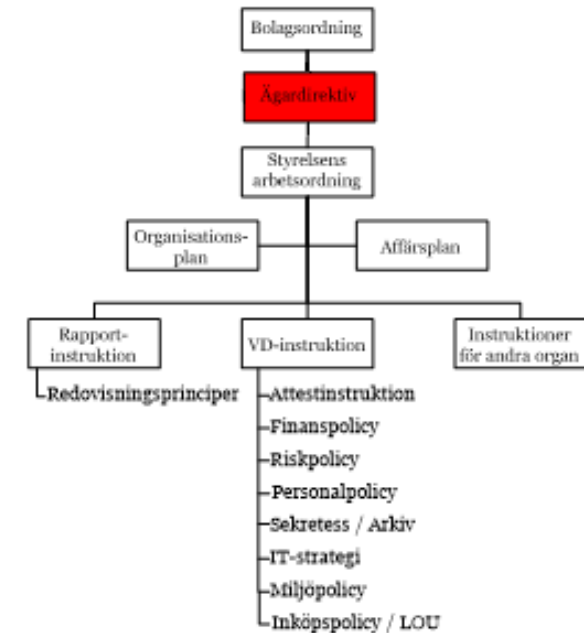 Bolagsordning
Ägardirektiv
Styrelsens
arbetsordning
Organisations-
plan
Affärsplan
Rapport-
instruktion
VD-instruktion
Instruktioner
för andra organ
Redovisningsprinciper
Attestinstruktion
Finanspolicy
Riskpolicy
Personalpolicy
Sekretess / Arkiv
IT-strategi
Miljöpolicy
Inköpspolicy / LOU